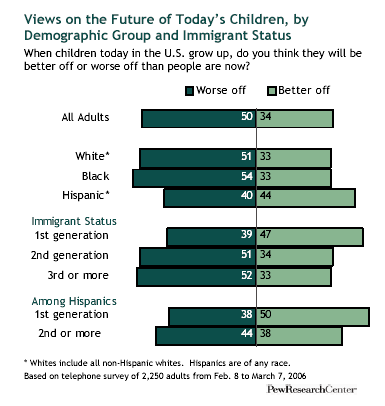 Views on the Future of Today's Children, by
Demographic Group and Immigrant Status
When children today in the U.S. grow up, do you think they will be
better off or worse off than people are now?
Worse off Better off
All Adults 50 34
White* 51 33
Black 54 33
Hispanic* 40 44
Immigrant Status
1st generation 39 47
2nd generation 51 34
3rd or more 52 33
Among Hispanics
1st generation 38 50
2nd or more 44 38
* Whites include all non-Hispanic whites. Hispanics are of any race.
Based on telephone survey of 2,250 adults from Feb. 8 to March 7, 2006
PewResearchCenter